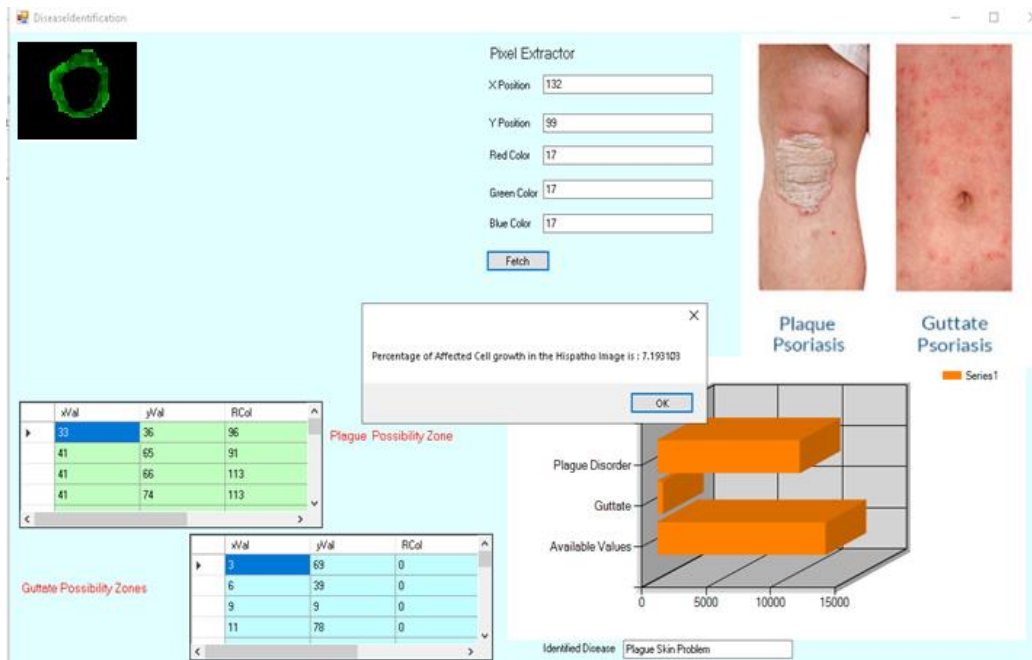 DiseaseIdentification
Pixel Extractor
X Position 132
Y Position 99
Red Color 17
Green Color 17
Blue Color 17
Fetch
Plaque
Psoriasis
Guttate
Psoriasis
Percentage of Affected Cell growth in the Hispatho Image is : 7.193103
OK
Series1
xVal yVal RCol
33 36 96
41 65 91
41 66 113
41 74 113
Plague Possibility Zone
Plague Disorder
Guttate
Available Values
0 5000 10000 15000
xVal yVal RCol
3 69 0
6 39 0
9 9 0
11 78 0
Guttate Possibility Zones
Identified Disease Plague Skin Problem